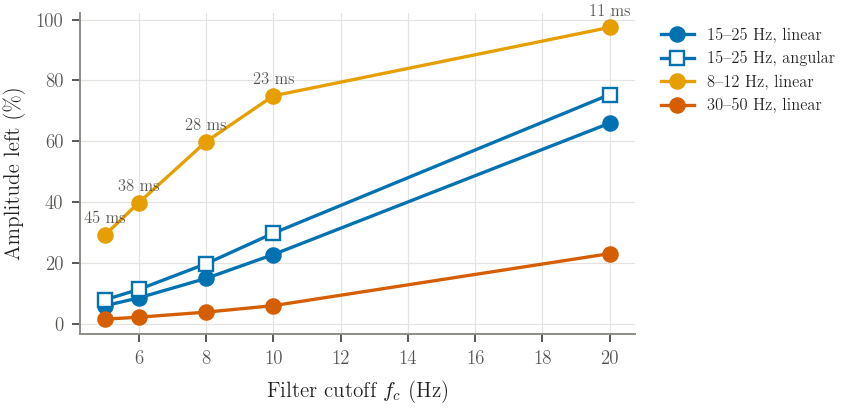 11 ms
23 ms
28 ms
38 ms
45 ms
100
80
60
40
20
0
Amplitude left (%)
6
8
10
12
14
16
18
20
Filter cutoff f_c (Hz)
15–25 Hz, linear
15–25 Hz, angular
8–12 Hz, linear
30–50 Hz, linear